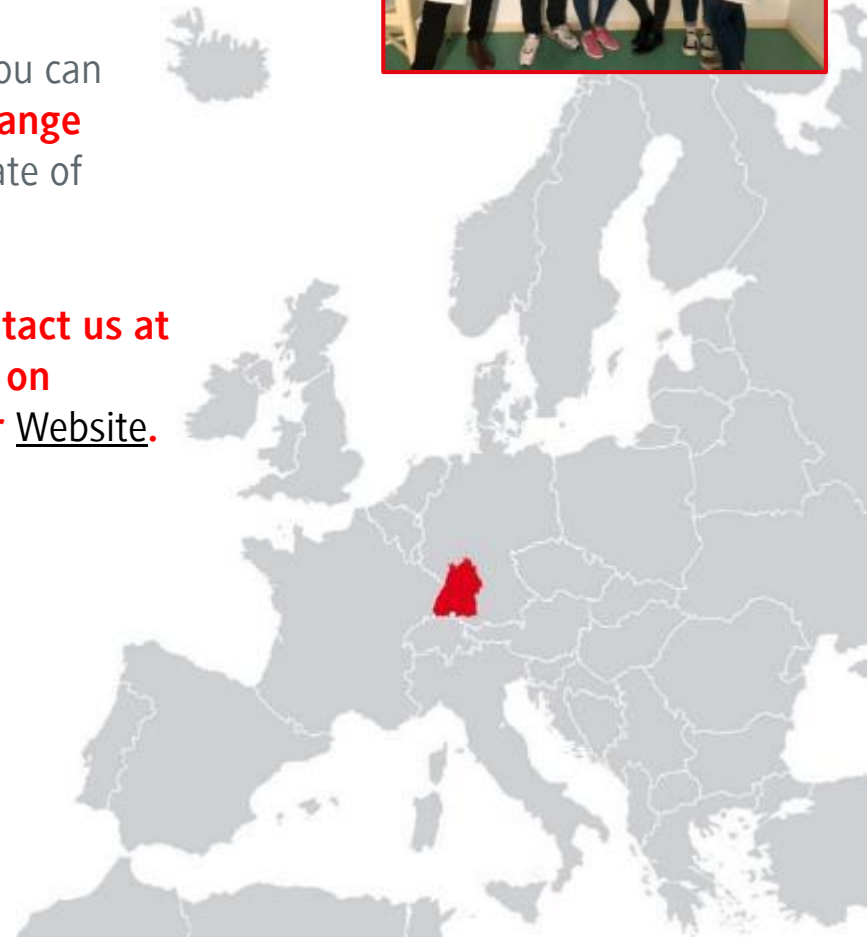 ou can
ange
ate of
tact us at
on
r Website.